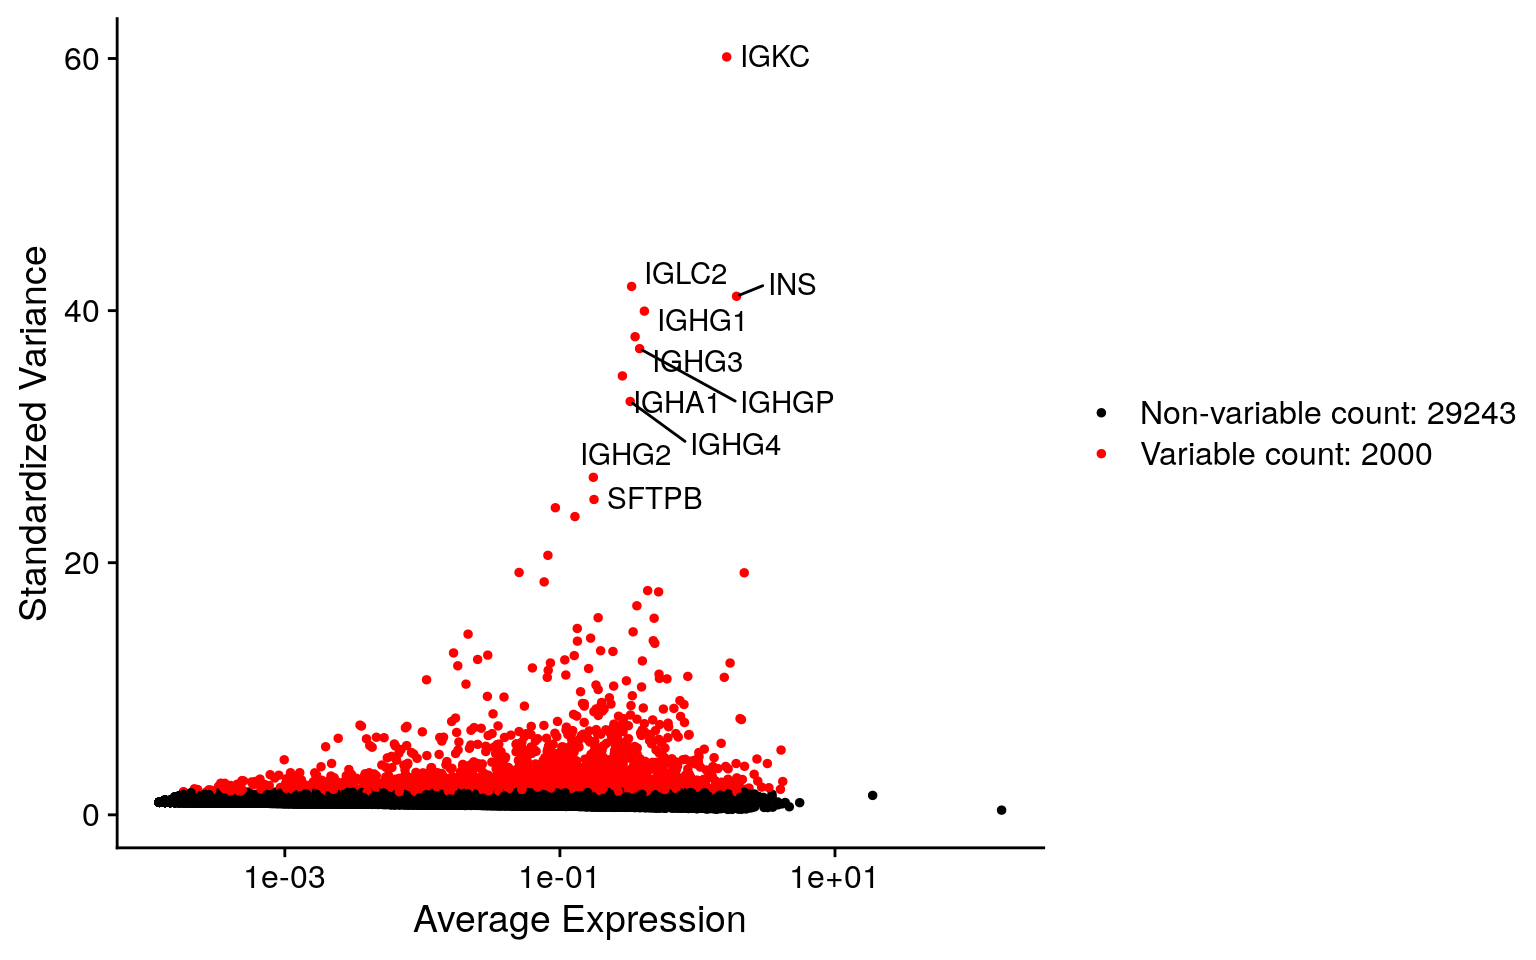 60
IGKC
IGLC2
INS
40
IGHG1
IGHG3
IGHA1
IGHGP
IGHG4
IGHG2
SFTPB
20
0
Standardized Variance
Non-variable count: 29243
Variable count: 2000
1e-03
1e-01
1e+01
Average Expression